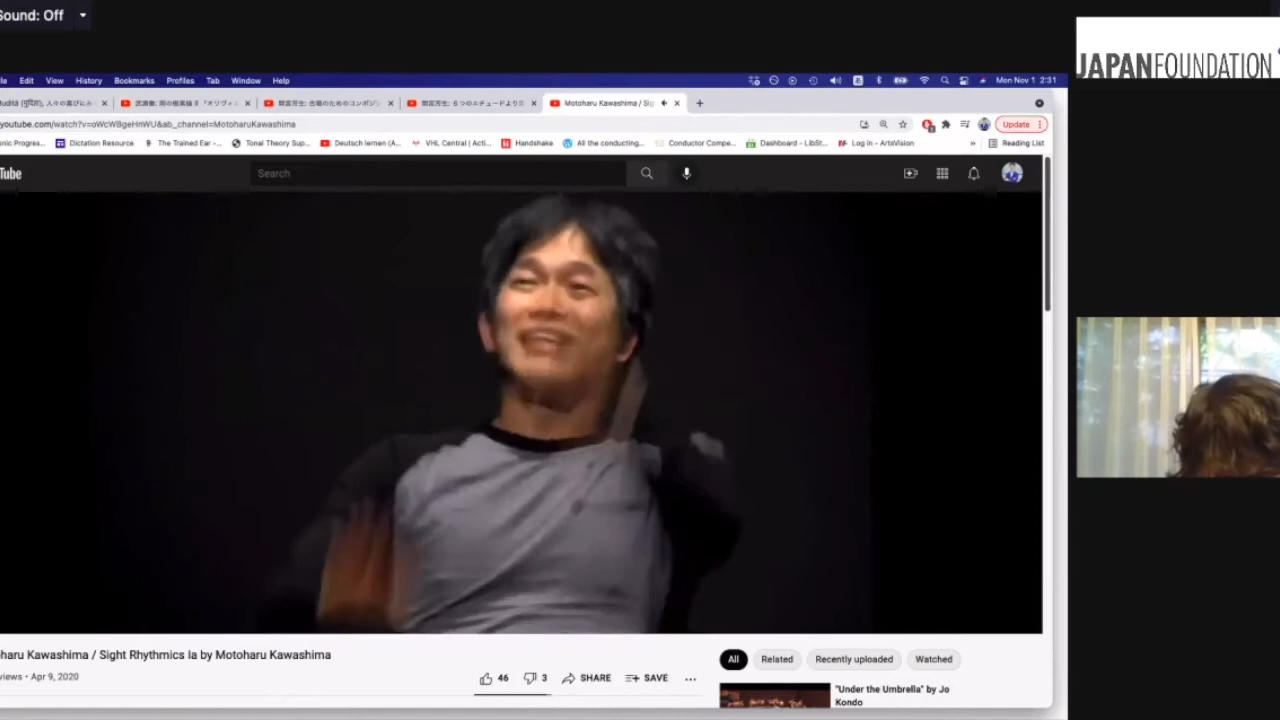 Sound: Off
JAPANFOUNDATION
le Edit View History Bookmarks Profiles Tab Window Help Mon Nov 1 2:31
Motoharu Kawashima / Sig
youtube.com/watch?v=oWcWBgeHnWU&ab_channel=MotoharuKawashima Update
nic Progres... Dictation Resource The Trained Ear -... Tonal Theory Sup... Deutsch lernen (A... VHL Central | Acti... Handshake All the conducting... Conductor Compe... Dashboard - LibSt... Log in - ArtsVision » Reading List
Tube Search
oharu Kawashima / Sight Rhythmics Ia by Motoharu Kawashima
iews • Apr 9, 2020
46 3 SHARE SAVE ...
All Related Recently uploaded Watched
"Under the Umbrella" by Jo
Kondo